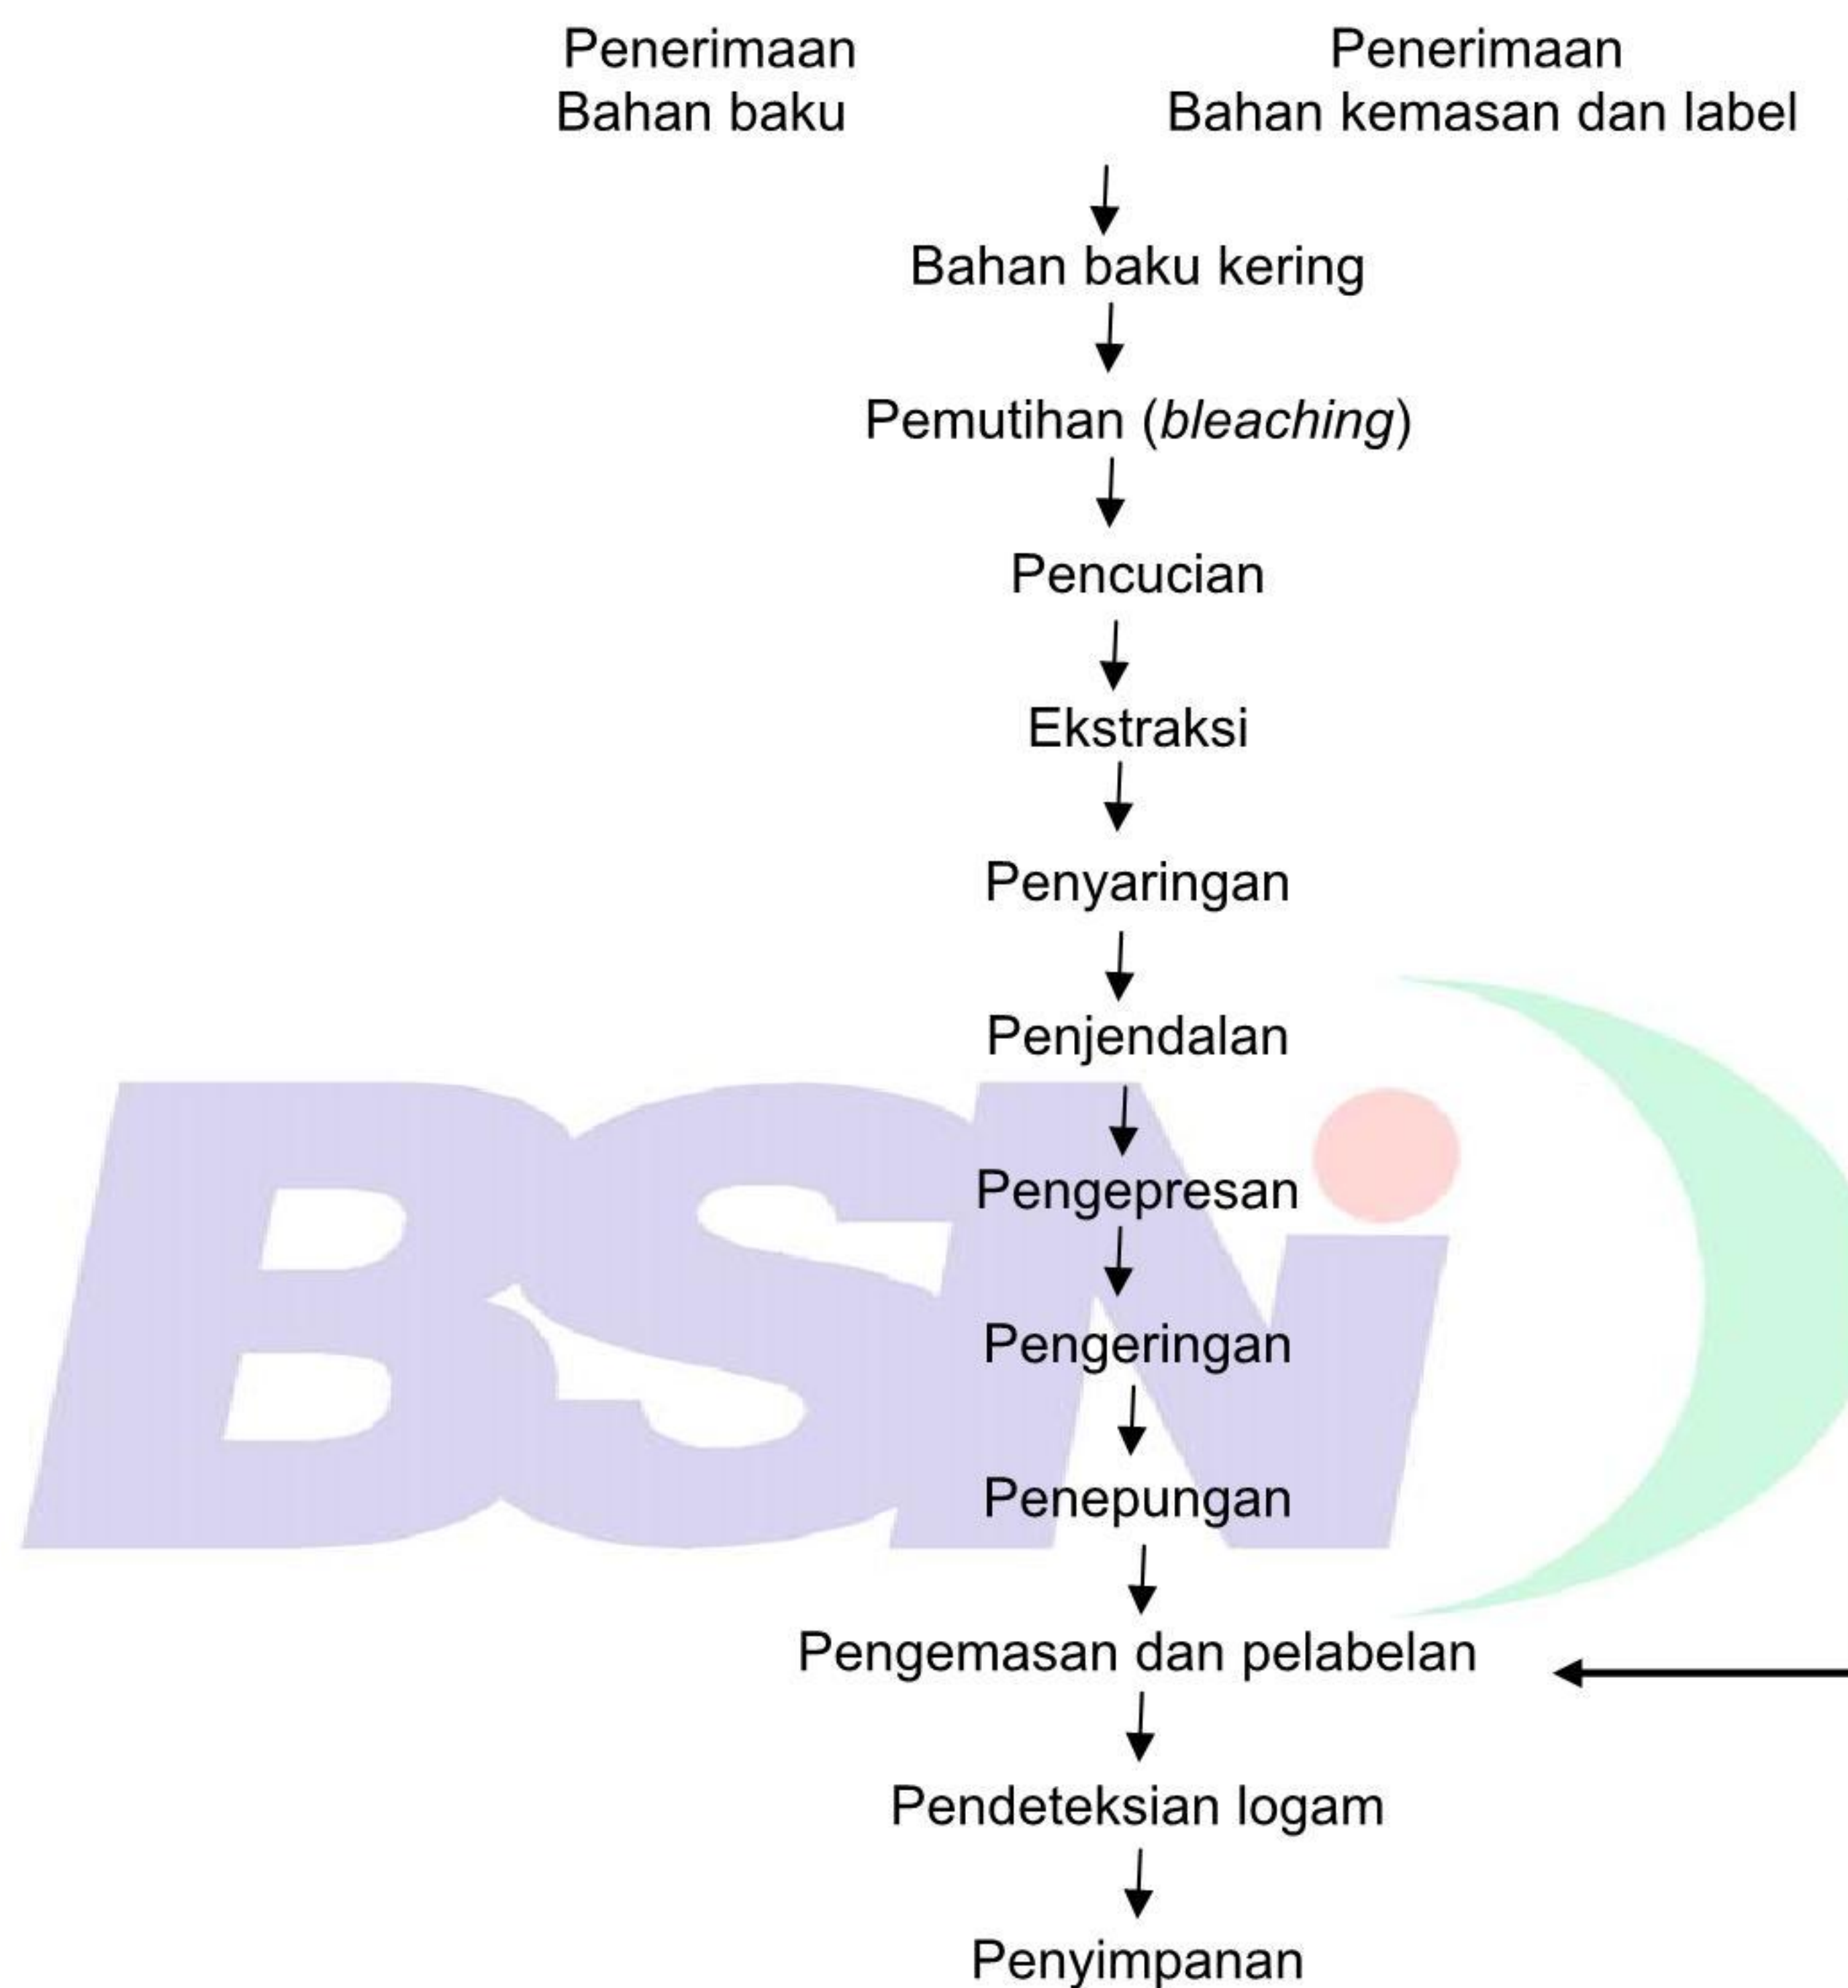 Penerimaan
Bahan baku
Penerimaan
Bahan kemasan dan label
Bahan baku kering
Pemutihan (bleaching)
Pencucian
Ekstraksi
Penyaringan
Penjendalan
Pengepresan
Pengeringan
Penepungan
Pengemasan dan pelabelan
Pendeteksian logam
Penyimpanan
BSNi